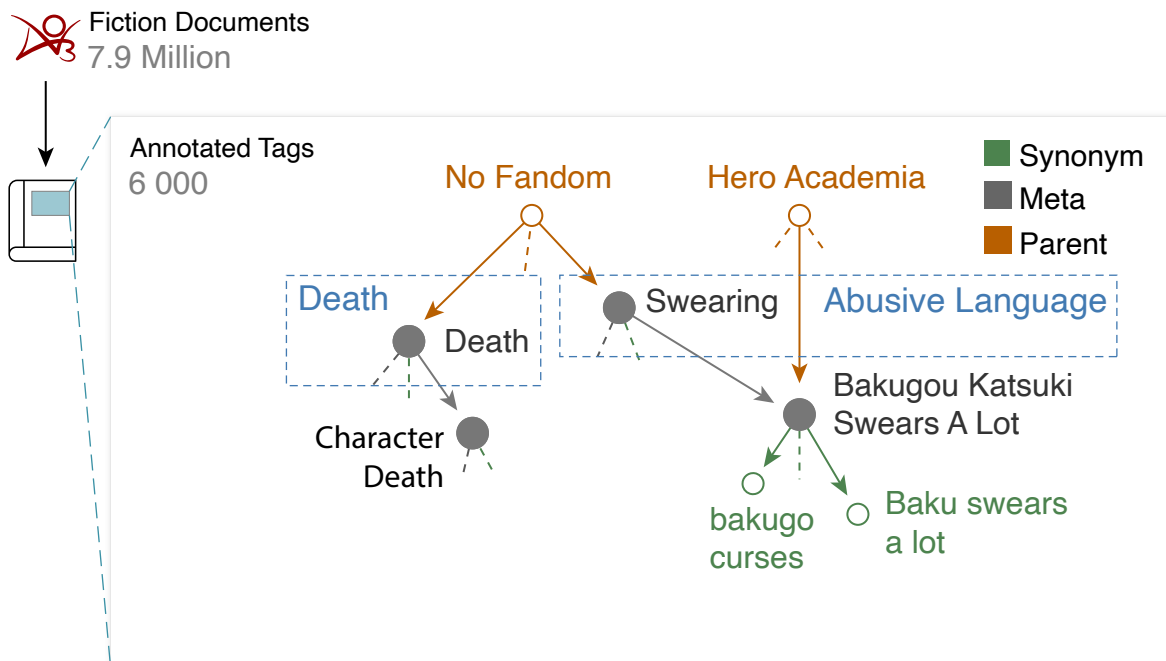 Fiction Documents
7.9 Million
Annotated Tags
6 000
No Fandom
Hero Academia
Synonym
Meta
Parent
Death
Swearing
Abusive Language
Death
Bakugou Katsuki
Swears A Lot
Character
Death
bakugo
curses
Baku swears
a lot